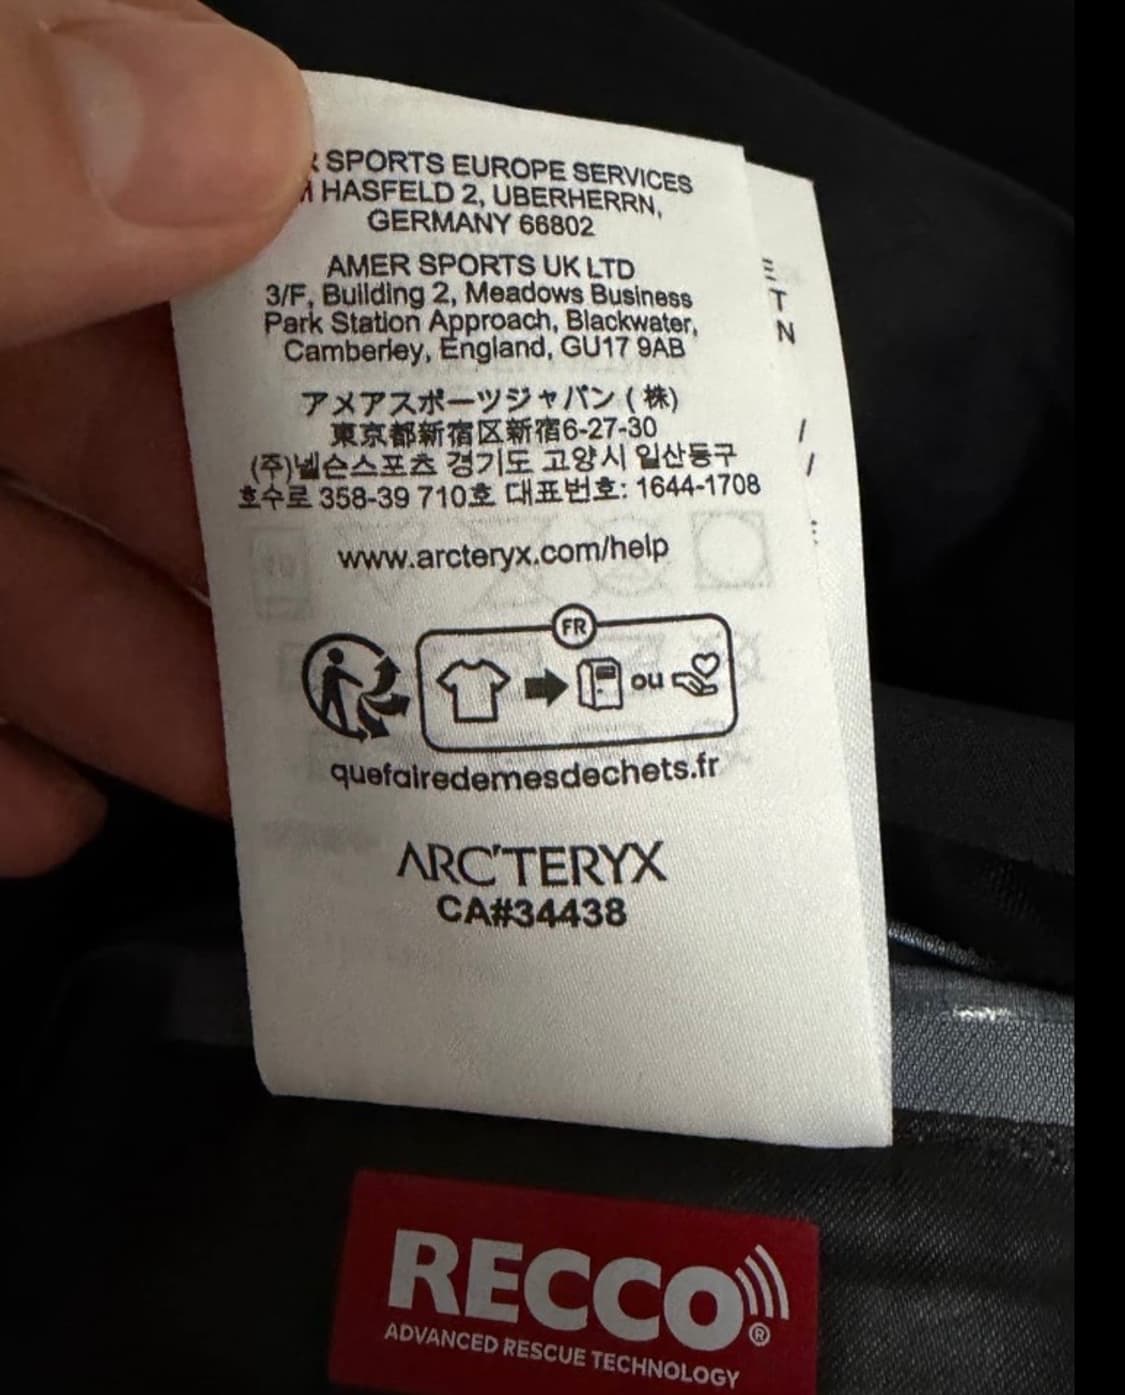 SPORTS EUROPE SERVICES
HASFELD 2, UBERHERRN,
GERMANY 66802
AMER SPORTS UK LTD
3/F, Building 2, Meadows Business
Park Station Approach, Blackwater,
Camberley, England, GU17 9AB
アメアスポーツジャパン(株)
東京都新宿区新宿6-27-30
(주)넬슨스포츠 경기도 고양시 일산동구
호수로 358-39 710호 대표번호: 1644-1708
www.arcteryx.com/help
FR
ou
quefairedemesdechets.fr
ARC'TERYX
CA#34438
T
N
RECCO®
ADVANCED RESCUE TECHNOLOGY